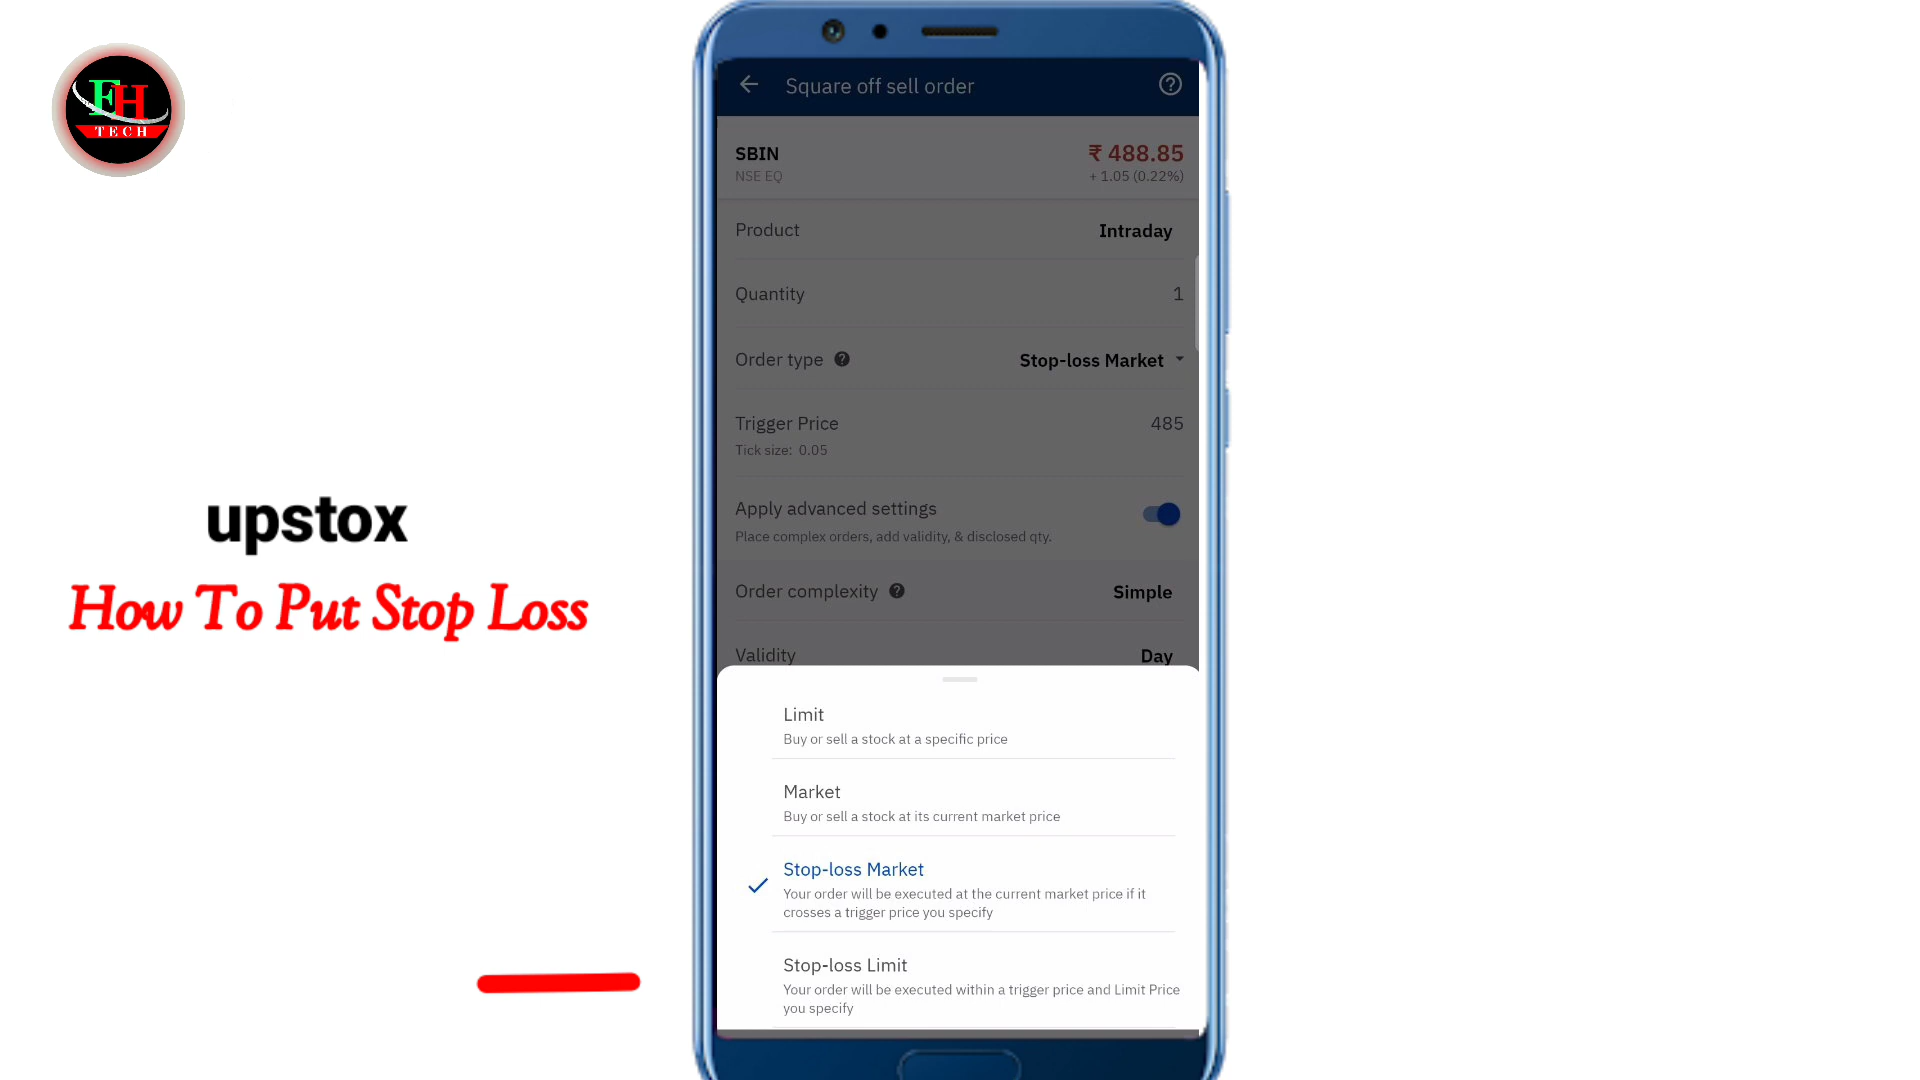 FH
TECH
upstox
How To Put Stop Loss
Square off sell order
SBIN
₹ 488.85
NSE EQ
+ 1.05 (0.22%)
Product
Intraday
Quantity
1
Order type
Stop-loss Market
Trigger Price
485
Tick size: 0.05
Apply advanced settings
Place complex orders, add validity, & disclosed qty.
Order complexity
Simple
Validity
Day
Limit
Buy or sell a stock at a specific price
Market
Buy or sell a stock at its current market price
Stop-loss Market
Your order will be executed at the current market price if it
crosses a trigger price you specify
Stop-loss Limit
Your order will be executed within a trigger price and Limit Price
you specify